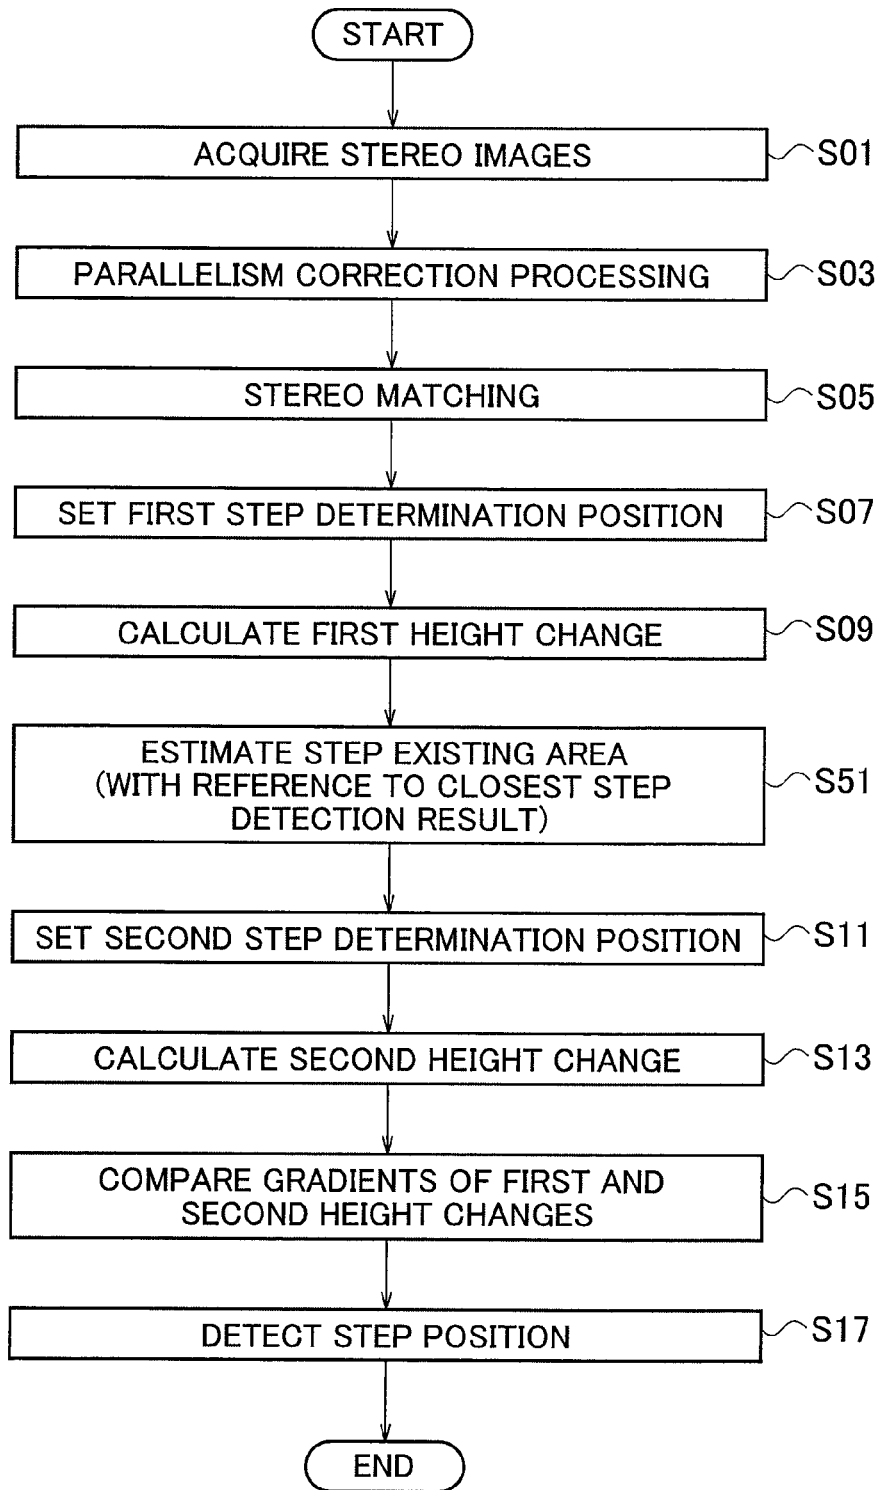 START
ACQUIRE STEREO IMAGES
S01
PARALLELISM CORRECTION PROCESSING
S03
STEREO MATCHING
S05
SET FIRST STEP DETERMINATION POSITION
S07
CALCULATE FIRST HEIGHT CHANGE
S09
ESTIMATE STEP EXISTING AREA
(WITH REFERENCE TO CLOSEST STEP
DETECTION RESULT)
S51
SET SECOND STEP DETERMINATION POSITION
S11
CALCULATE SECOND HEIGHT CHANGE
S13
COMPARE GRADIENTS OF FIRST AND
SECOND HEIGHT CHANGES
S15
DETECT STEP POSITION
S17
END